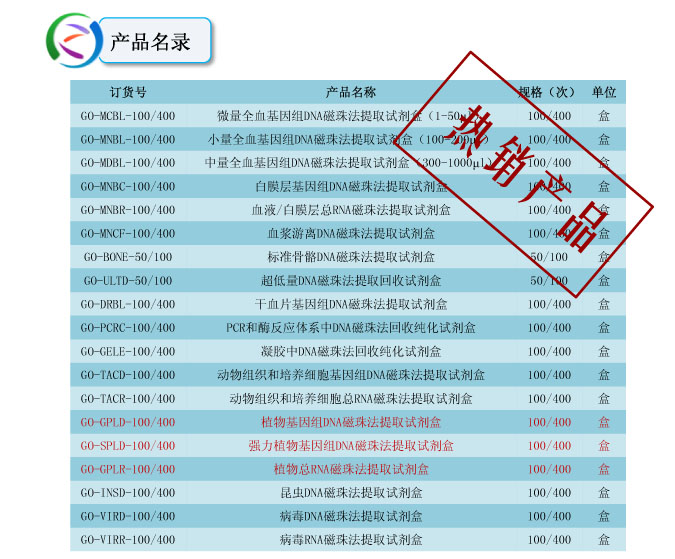 产品名录
订货号 产品名称 规格（次） 单位
GO-MCBL-100/400 微量全血基因组DNA磁珠法提取试剂盒（1-50μl） 100/400 盒
GO-MNBL-100/400 小量全血基因组DNA磁珠法提取试剂盒（100-200μl） 100/400 盒
GO-MDBL-100/400 中量全血基因组DNA磁珠法提取试剂盒（300-1000μl） 100/400 盒
GO-MNBC-100/400 白膜层基因组DNA磁珠法提取试剂盒 100/400 盒
GO-MNBR-100/400 血液/白膜层总RNA磁珠法提取试剂盒 100/400 盒
GO-MNCF-100/400 血浆游离DNA磁珠法提取试剂盒 100/400 盒
GO-BONE-50/100 标准骨骼DNA磁珠法提取试剂盒 50/100 盒
GO-ULTD-50/100 超低量DNA磁珠法提取回收试剂盒 50/100 盒
GO-DRBL-100/400 干血片基因组DNA磁珠法提取试剂盒 100/400 盒
GO-PCRC-100/400 PCR和酶反应体系中DNA磁珠法回收纯化试剂盒 100/400 盒
GO-GELE-100/400 凝胶中DNA磁珠法回收纯化试剂盒 100/400 盒
GO-TACD-100/400 动物组织和培养细胞基因组DNA磁珠法提取试剂盒 100/400 盒
GO-TACR-100/400 动物组织和培养细胞总RNA磁珠法提取试剂盒 100/400 盒
GO-GPLD-100/400 植物基因组DNA磁珠法提取试剂盒 100/400 盒
GO-SPLD-100/400 强力植物基因组DNA磁珠法提取试剂盒 100/400 盒
GO-GPLR-100/400 植物总RNA磁珠法提取试剂盒 100/400 盒
GO-INSD-100/400 昆虫DNA磁珠法提取试剂盒 100/400 盒
GO-VIRD-100/400 病毒DNA磁珠法提取试剂盒 100/400 盒
GO-VIRR-100/400 病毒RNA磁珠法提取试剂盒 100/400 盒
热销产品